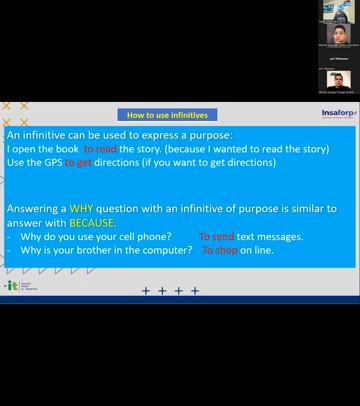 How to use infinitives
Insaforp
An infinitive can be used to express a purpose:
I open the book to read the story. (because I wanted to read the story)
Use the GPS to get directions (if you want to get directions)
Answering a WHY question with an infinitive of purpose is similar to
answer with BECAUSE.
- Why do you use your cell phone? To send text messages.
- Why is your brother in the computer? To shop on line.
it